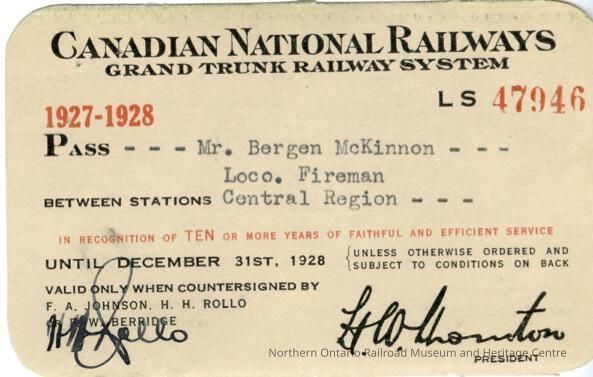 CANADIAN NATIONAL RAILWAYS
GRAND TRUNK RAILWAY SYSTEM
LS 47946
1927-1928
PASS - - - Mr. Bergen McKinnon - - -
Loco. Fireman
BETWEEN STATIONS Central Region - - -
IN RECOGNITION OF TEN OR MORE YEARS OF FAITHFUL AND EFFICIENT SERVICE
UNTIL DECEMBER 31ST, 1928 { UNLESS OTHERWISE ORDERED AND
SUBJECT TO CONDITIONS ON BACK
VALID ONLY WHEN COUNTERSIGNED BY
F. A. JOHNSON, H. H. ROLLO
OR F. W. BERRIDGE
H H Rollo
H. W. Thornton
Northern Ontario Railroad Museum and Heritage Centre
PRESIDENT